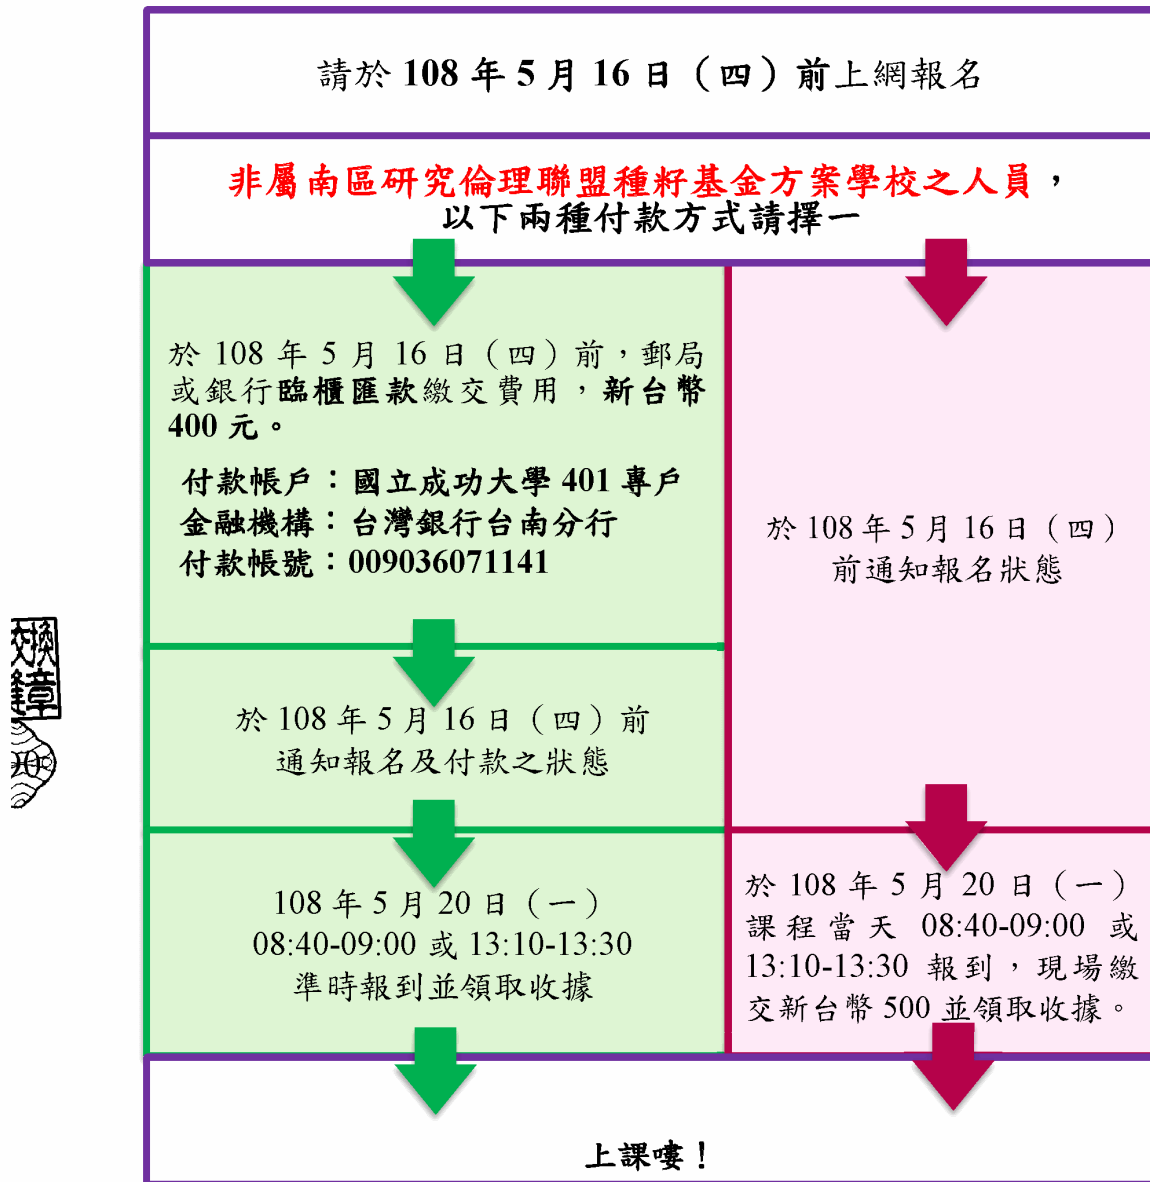 請於 108 年 5 月 16 日（四）前上網報名
非屬南區研究倫理聯盟種籽基金方案學校之人員，
以下兩種付款方式請擇一
於 108 年 5 月 16 日（四）前，郵局
或銀行臨櫃匯款繳交費用，新台幣
400 元。
付款帳戶：國立成功大學 401 專戶
金融機構：台灣銀行台南分行
付款帳號：009036071141
於 108 年 5 月 16 日（四）前
通知報名及付款之狀態
108 年 5 月 20 日（一）
08:40-09:00 或 13:10-13:30
準時報到並領取收據
於 108 年 5 月 16 日（四）
前通知報名狀態
於 108 年 5 月 20 日（一）
課程當天 08:40-09:00 或
13:10-13:30 報到，現場繳
交新台幣 500 並領取收據。
上課嘍！
換
章